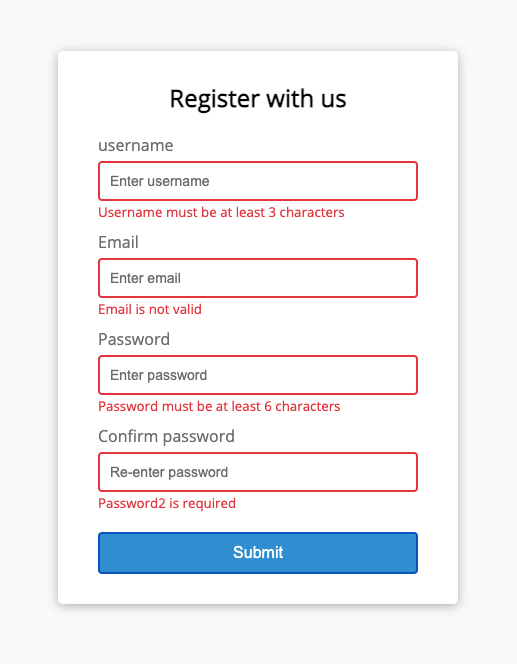 Register with us
username
Enter username
Username must be at least 3 characters
Email
Enter email
Email is not valid
Password
Enter password
Password must be at least 6 characters
Confirm password
Re-enter password
Password2 is required
Submit